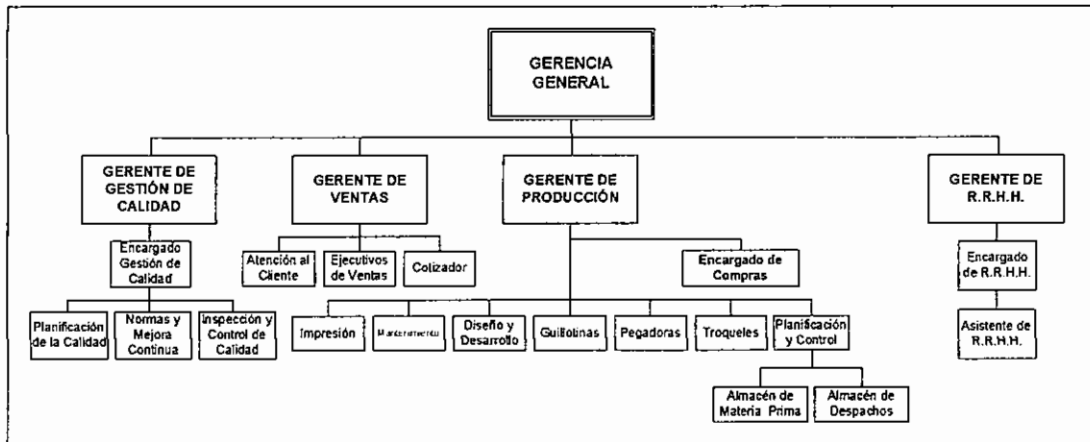 GERENCIA
GENERAL
GERENTE DE
GESTIÓN DE
CALIDAD
GERENTE DE
VENTAS
GERENTE DE
PRODUCCIÓN
GERENTE DE
R.R.H.H.
Encargado
Gestión de
Calidad
Atención al
Cliente
Ejecutivos
de Ventas
Cotizador
Encargado de
Compras
Encargado
de R.R.H.H.
Planificación
de la Calidad
Normas y
Mejora
Continua
Inspección y
Control de
Calidad
Impresión
Mantenimiento
Diseño y
Desarrollo
Guillotinas
Pegadoras
Troqueles
Planificación
y Control
Asistente de
R.R.H.H.
Almacén de
Materia Prima
Almacén de
Despachos